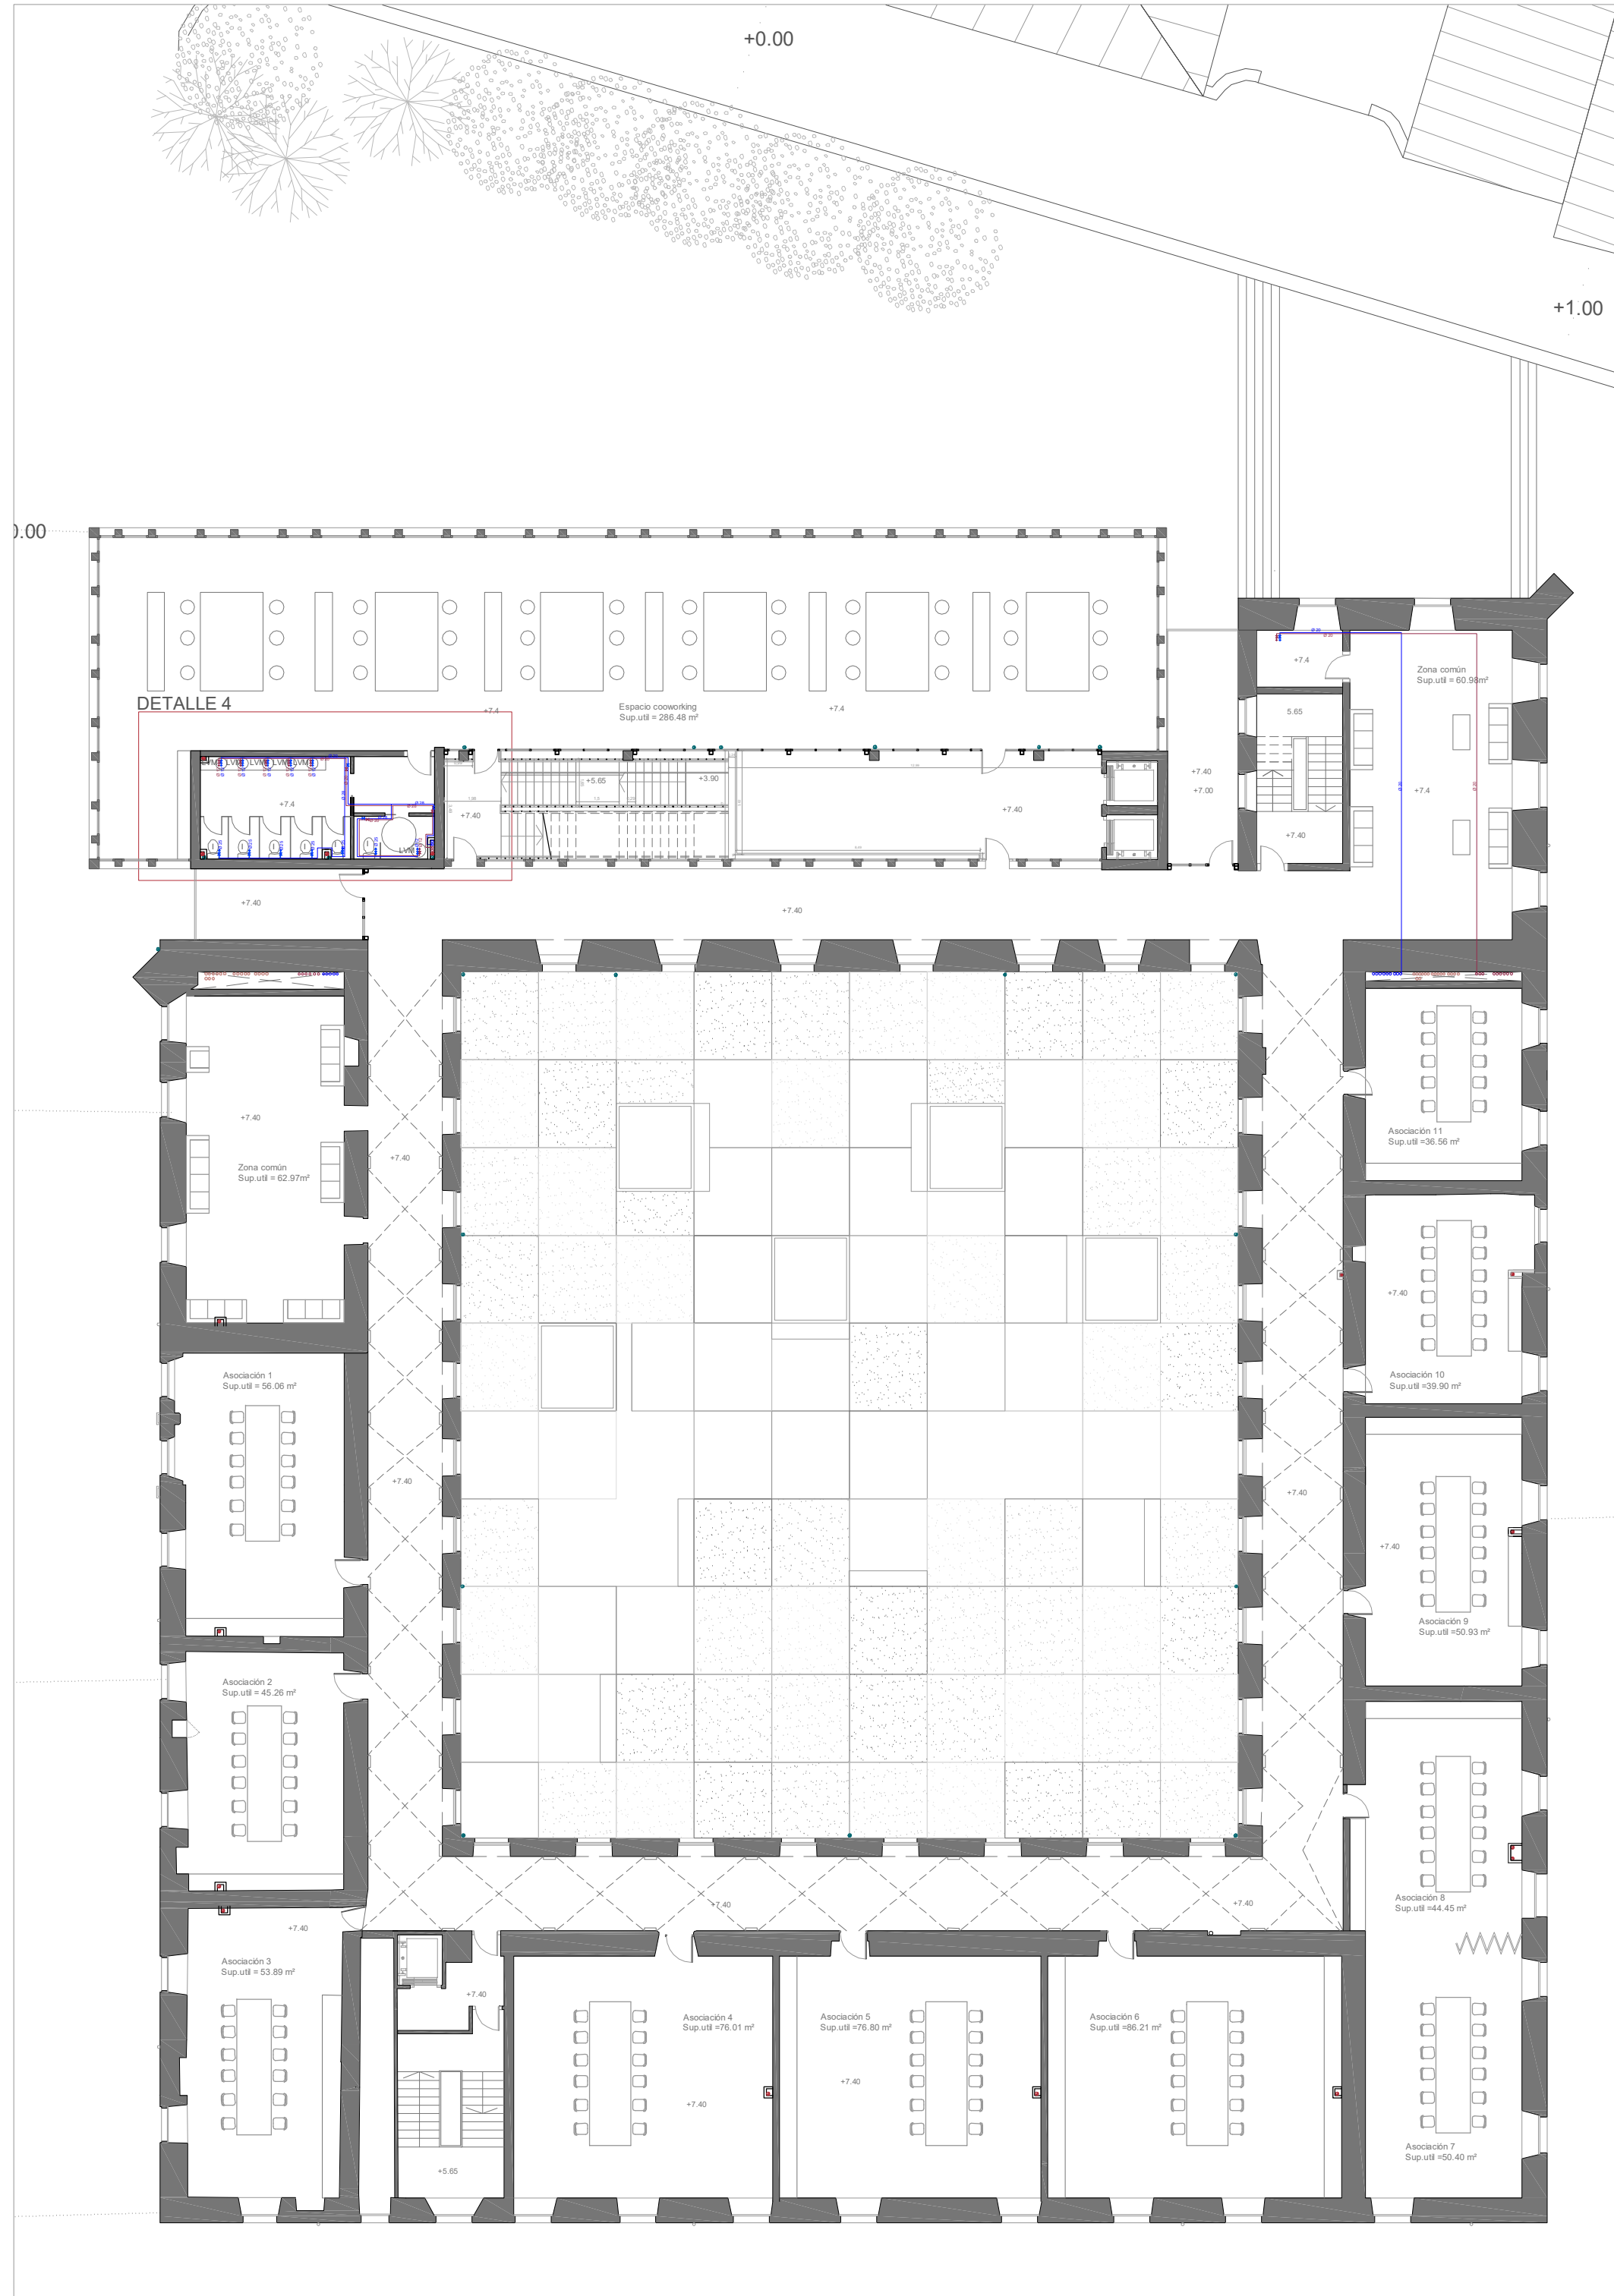 +0.00
+1.00
0.00
+7.4
Zona común
Sup.util = 60.98m²
DETALLE 4
Espacio cooworking
Sup.util = 286.48 m²
+7.4
+7.4
5.65
+5.65
+3.90
+7.40
+7.00
+7.4
+7.4
+7.40
+7.40
+7.40
LVM
+7.40
+7.40
Asociación 11
Sup.util =36.56 m²
+7.40
+7.40
Zona común
Sup.util = 62.97m²
+7.40
Asociación 1
Sup.util = 56.06 m²
Asociación 10
Sup.util =39.90 m²
+7.40
+7.40
+7.40
Asociación 9
Sup.util =50.93 m²
Asociación 2
Sup.util = 45.26 m²
Asociación 8
Sup.util =44.45 m²
+7.40
+7.40
+7.40
Asociación 3
Sup.util = 53.89 m²
+7.40
Asociación 4
Sup.util =76.01 m²
Asociación 5
Sup.util =76.80 m²
Asociación 6
Sup.util =86.21 m²
+7.40
+7.40
Asociación 7
Sup.util =50.40 m²
+5.65